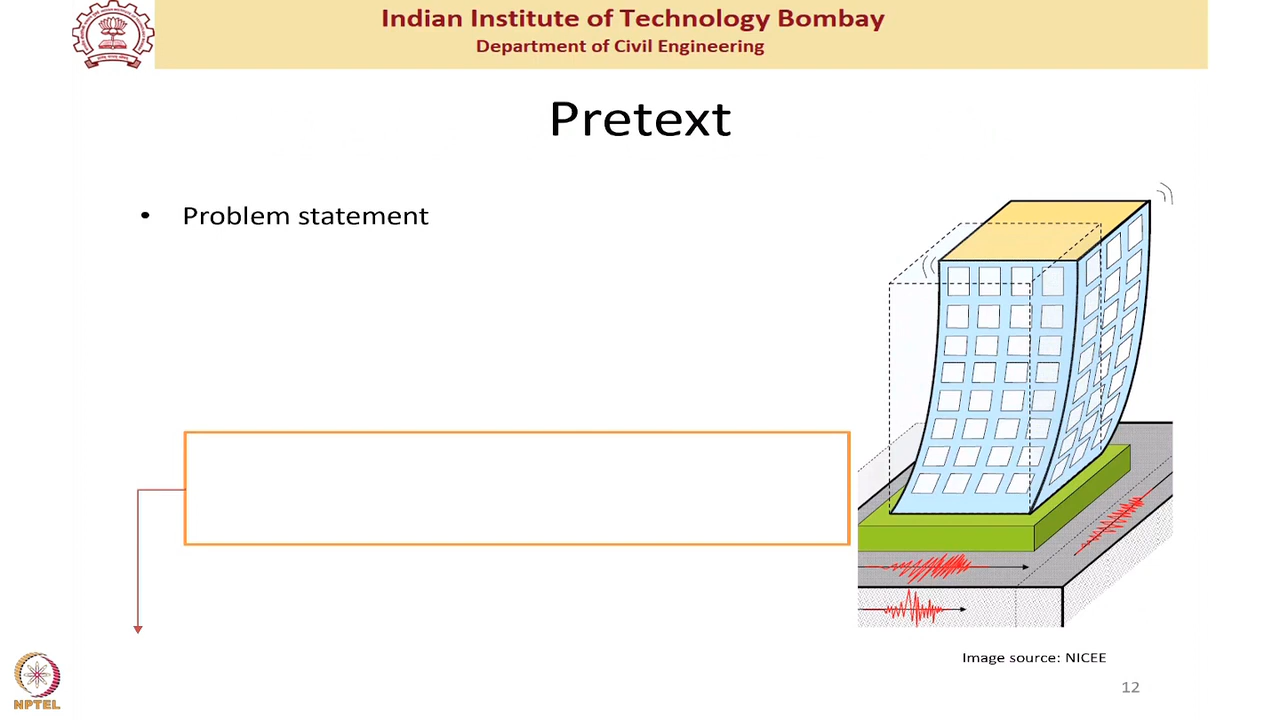 Indian Institute of Technology Bombay
Department of Civil Engineering
Pretext
• Problem statement
Image source: NICEE
12
NPTEL